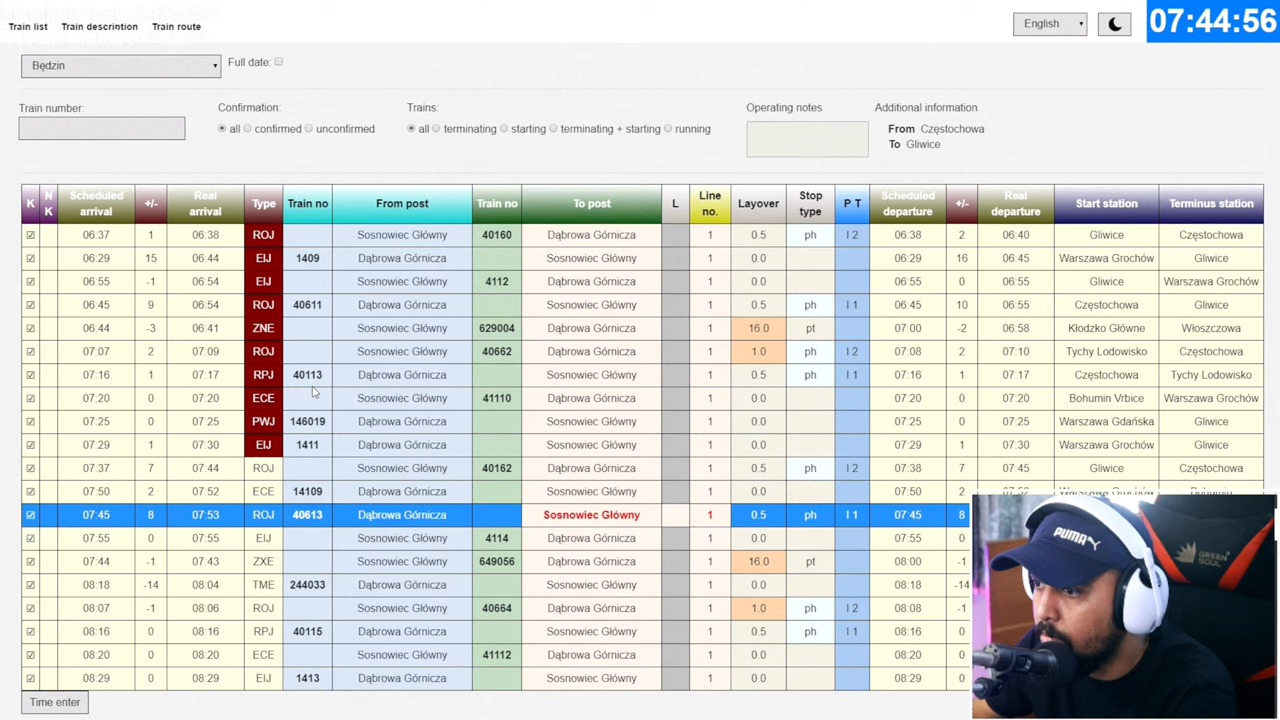 Train list Train description Train route English 07:44:56
Będzin Full date:
Train number: Confirmation: Trains: Operating notes Additional information
all confirmed unconfirmed all terminating starting terminating + starting running From Częstochowa
To Gliwice
K N K Scheduled arrival +/- Real arrival Type Train no From post Train no To post L Line no. Layover Stop type P T Scheduled departure +/- Real departure Start station Terminus station
06:37 1 06:38 ROJ Sosnowiec Główny 40160 Dąbrowa Górnicza 1 0.5 ph I 2 06:38 2 06:40 Gliwice Częstochowa
06:29 15 06:44 EIJ 1409 Dąbrowa Górnicza Sosnowiec Główny 1 0.0 06:29 16 06:45 Warszawa Grochów Gliwice
06:55 -1 06:54 EIJ Sosnowiec Główny 4112 Dąbrowa Górnicza 1 0.0 06:55 0 06:55 Gliwice Warszawa Grochów
06:45 9 06:54 ROJ 40611 Dąbrowa Górnicza Sosnowiec Główny 1 0.5 ph I 1 06:45 10 06:55 Częstochowa Gliwice
06:44 -3 06:41 ZNE Sosnowiec Główny 629004 Dąbrowa Górnicza 1 16.0 pt 07:00 -2 06:58 Kłodzko Główne Włoszczowa
07:07 2 07:09 ROJ Sosnowiec Główny 40662 Dąbrowa Górnicza 1 1.0 ph I 2 07:08 2 07:10 Tychy Lodowisko Częstochowa
07:16 1 07:17 RPJ 40113 Dąbrowa Górnicza Sosnowiec Główny 1 0.5 ph I 1 07:16 1 07:17 Częstochowa Tychy Lodowisko
07:20 0 07:20 ECE Sosnowiec Główny 41110 Dąbrowa Górnicza 1 0.0 07:20 0 07:20 Bohumin Vrbice Warszawa Grochów
07:25 0 07:25 PWJ 146019 Dąbrowa Górnicza Sosnowiec Główny 1 0.0 07:25 0 07:25 Warszawa Gdańska Gliwice
07:29 1 07:30 EIJ 1411 Dąbrowa Górnicza Sosnowiec Główny 1 0.0 07:29 1 07:30 Warszawa Grochów Gliwice
07:37 7 07:44 ROJ Sosnowiec Główny 40162 Dąbrowa Górnicza 1 0.5 ph I 2 07:38 7 07:45 Gliwice Częstochowa
07:50 2 07:52 ECE 14109 Dąbrowa Górnicza Sosnowiec Główny 1 0.0 07:50 2 07:52 Warszawa Grochów
07:45 8 07:53 ROJ 40613 Dąbrowa Górnicza Sosnowiec Główny 1 0.5 ph I 1 07:45 8
07:55 0 07:55 EIJ Sosnowiec Główny 4114 Dąbrowa Górnicza 1 0.0 07:55 0
07:44 -1 07:43 ZXE Sosnowiec Główny 649056 Dąbrowa Górnicza 1 16.0 pt 08:00 -1
08:18 -14 08:04 TME 244033 Dąbrowa Górnicza Sosnowiec Główny 1 0.0 08:18 -14
08:07 -1 08:06 ROJ Sosnowiec Główny 40664 Dąbrowa Górnicza 1 1.0 ph I 2 08:08 -1
08:16 0 08:16 RPJ 40115 Dąbrowa Górnicza Sosnowiec Główny 1 0.5 ph I 1 08:16 0
08:20 0 08:20 ECE Sosnowiec Główny 41112 Dąbrowa Górnicza 1 0.0 08:20 0
08:29 0 08:29 EIJ 1413 Dąbrowa Górnicza Sosnowiec Główny 1 0.0 08:29 0
Time enter
PUMA
GREEN SOUL